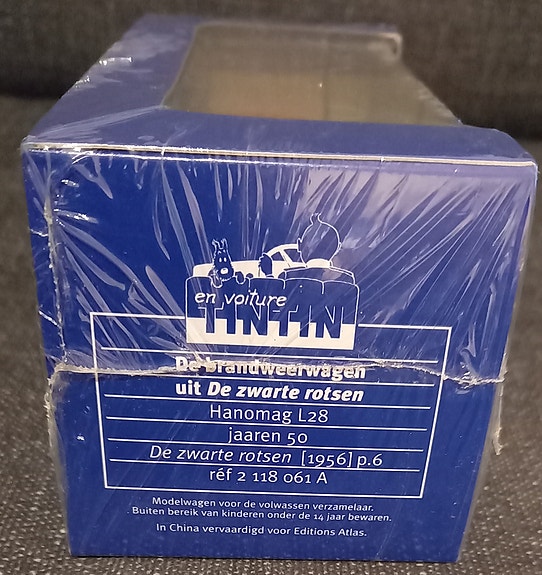 en voiture
TINTIN
De brandweerwagen
uit De zwarte rotsen
Hanomag L28
jaaren 50
De zwarte rotsen [1956] p.6
réf 2 118 061 A
Modelwagen voor de volwassen verzamelaar.
Buiten bereik van kinderen onder de 14 jaar bewaren.
In China vervaardigd voor Editions Atlas.